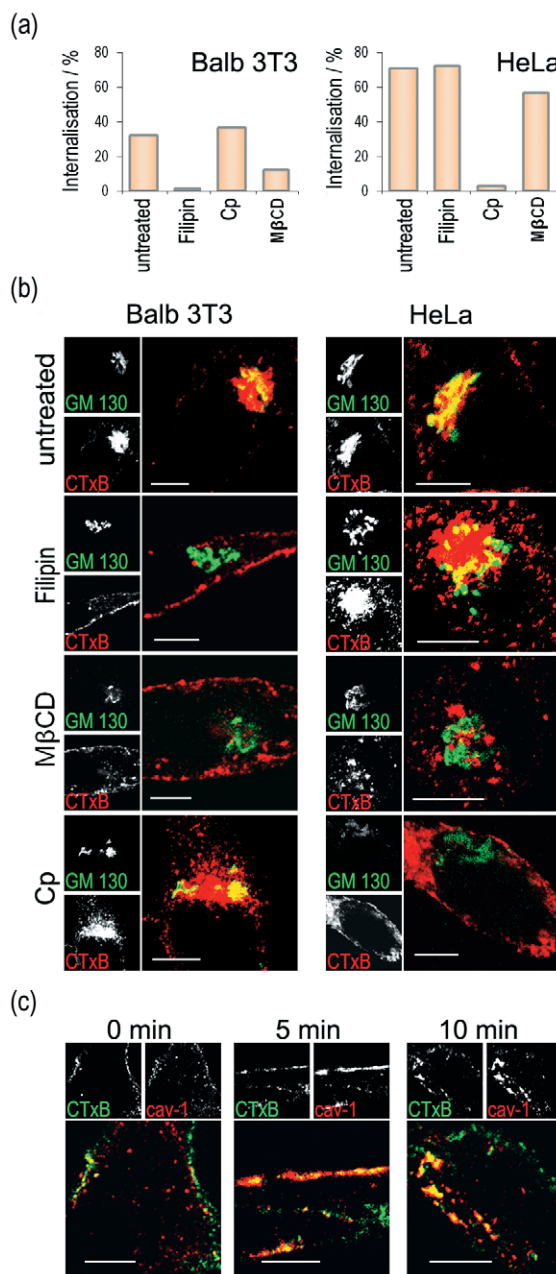 (a)
Balb 3T3
Internalisation / %
80
60
40
20
0
untreated
Filipin
Cp
MβCD
HeLa
Internalisation / %
80
60
40
20
0
untreated
Filipin
Cp
MβCD
(b)
Balb 3T3
HeLa
untreated
GM 130
CTxB
GM 130
CTxB
Filipin
GM 130
CTxB
GM 130
CTxB
MβCD
GM 130
CTxB
GM 130
CTxB
Cp
GM 130
CTxB
GM 130
CTxB
(c)
0 min
5 min
10 min
CTxB
cav-1
CTxB
cav-1
CTxB
cav-1